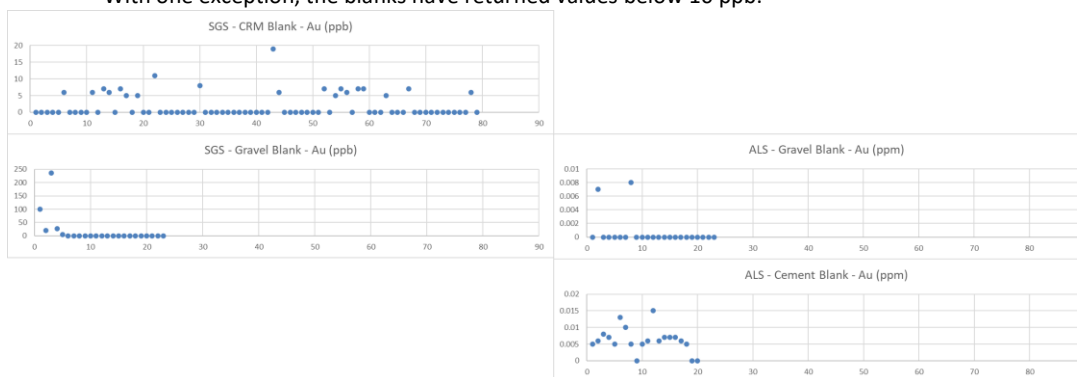 With one exception, the blanks have returned values below 10 ppb.
SGS - CRM Blank - Au (ppb)
20
15
10
5
0
0 10 20 30 40 50 60 70 80 90
SGS - Gravel Blank - Au (ppb)
250
200
150
100
50
0
0 10 20 30 40 50 60 70 80 90
ALS - Gravel Blank - Au (ppm)
0.01
0.008
0.006
0.004
0.002
0
0 10 20 30 40 50 60 70 80
ALS - Cement Blank - Au (ppm)
0.02
0.015
0.01
0.005
0
0 10 20 30 40 50 60 70 80